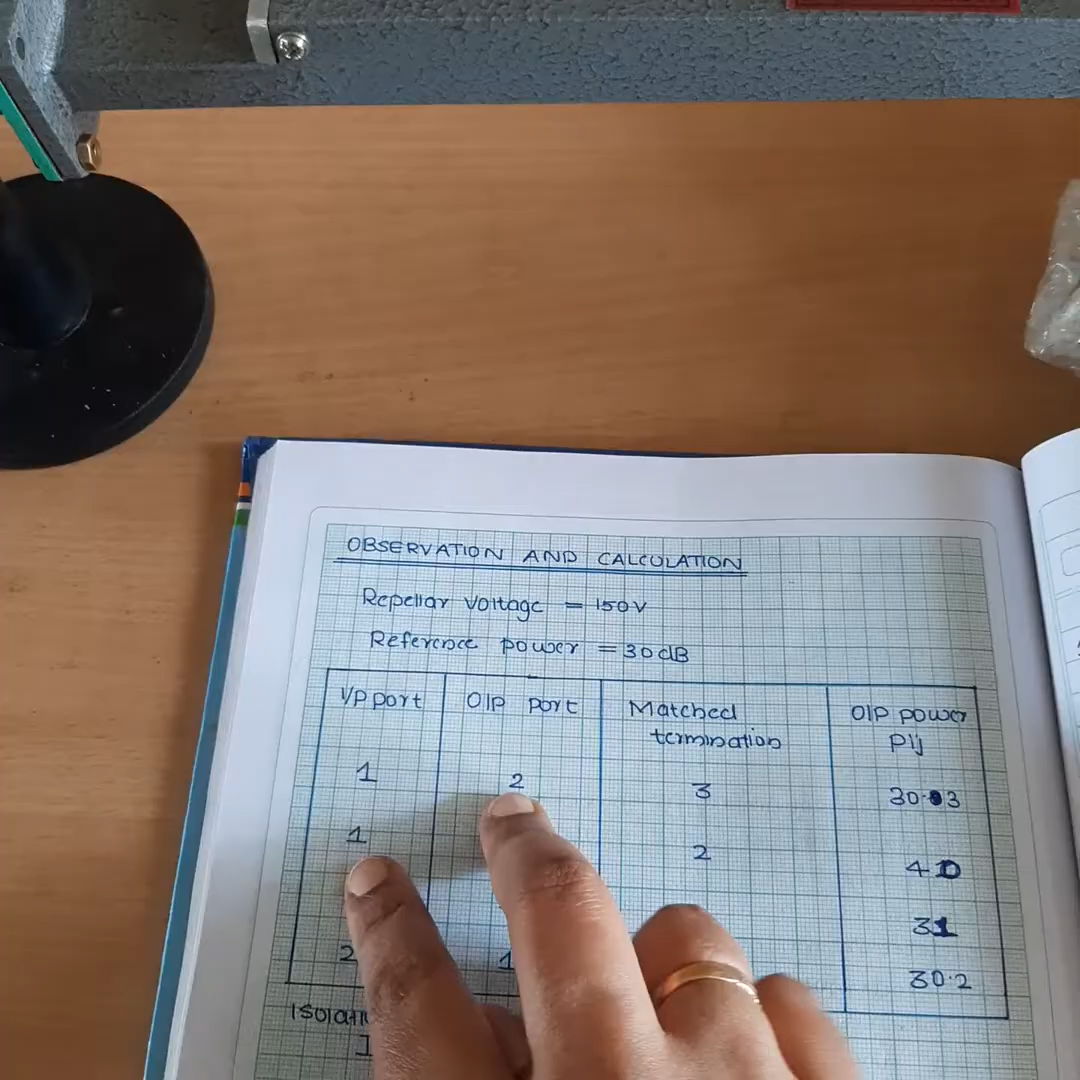 OBSERVATION AND CALCULATION
Repellar voltage = 150V
Reference power = 30dB
I/P port O/P port Matched termination O/P power Pij
1 2 3 30.03
1 2 40
31
2 1 30.2